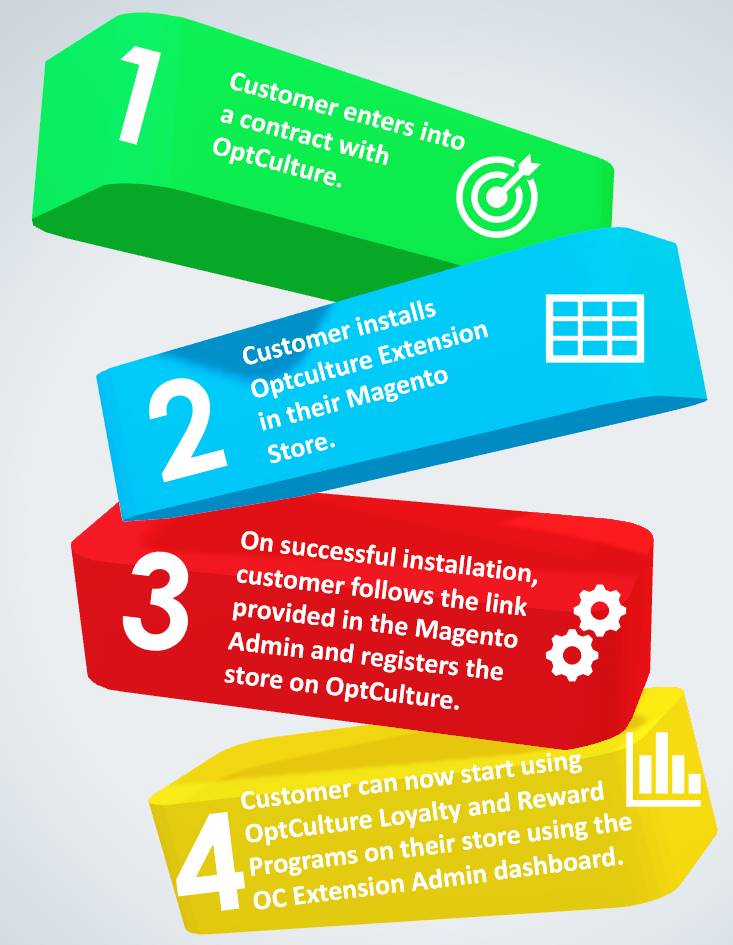 1
Customer enters into
a contract with
OptCulture.
2
Customer installs
Optculture Extension
in their Magento
Store.
3
On successful installation,
customer follows the link
provided in the Magento
Admin and registers the
store on OptCulture.
4
Customer can now start using
OptCulture Loyalty and Reward
Programs on their store using the
OC Extension Admin dashboard.